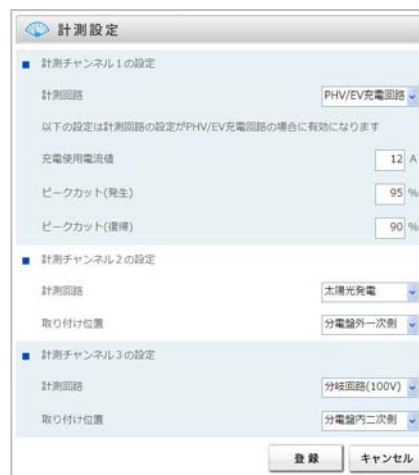 計測設定
計測チャンネル1の設定
計測回路 PHV/EV充電回路
以下の設定は計測回路の設定がPHV/EV充電回路の場合に有効になります
充電使用電流値 12 A
ピークカット(発生) 95 %
ピークカット(復帰) 90 %
計測チャンネル2の設定
計測回路 太陽光発電
取り付け位置 分電盤外一次側
計測チャンネル3の設定
計測回路 分岐回路(100V)
取り付け位置 分電盤内二次側
登録 キャンセル